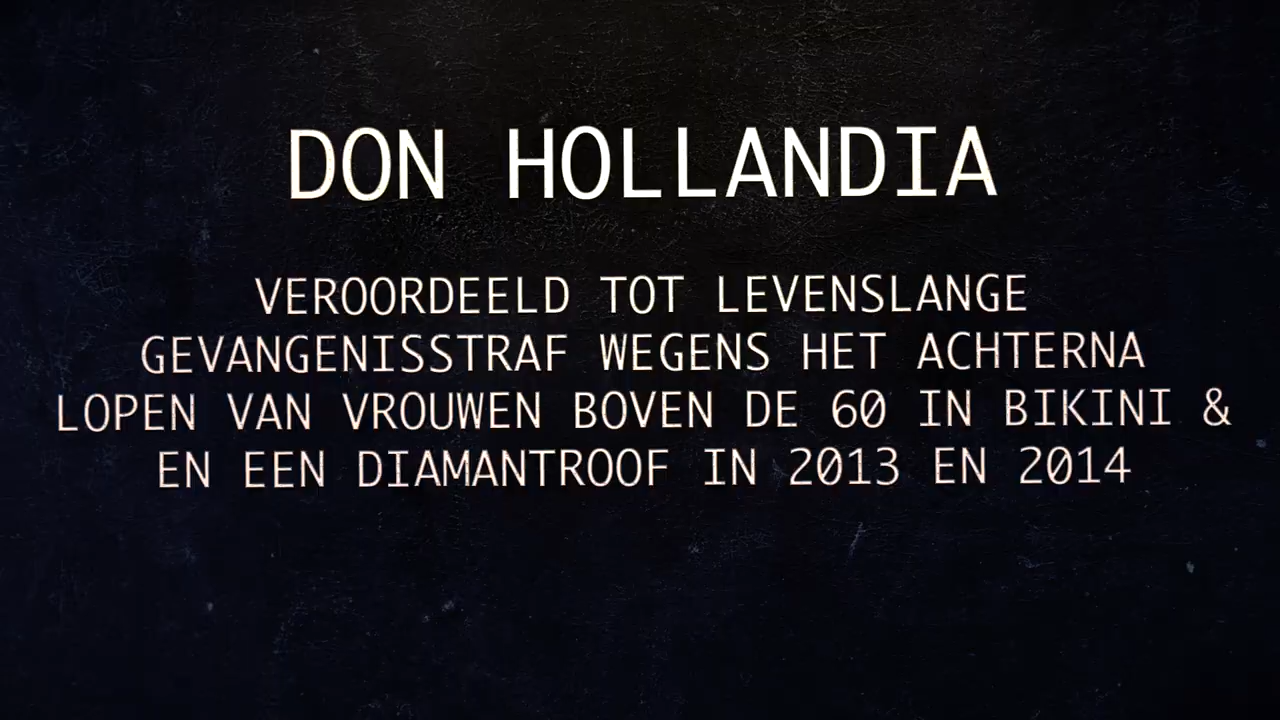 DON HOLLANDIA
VEROORDEELD TOT LEVENSLANGE
GEVANGENISSTRAF WEGENS HET ACHTERNA
LOPEN VAN VROUWEN BOVEN DE 60 IN BIKINI &
EN EEN DIAMANTROOF IN 2013 EN 2014